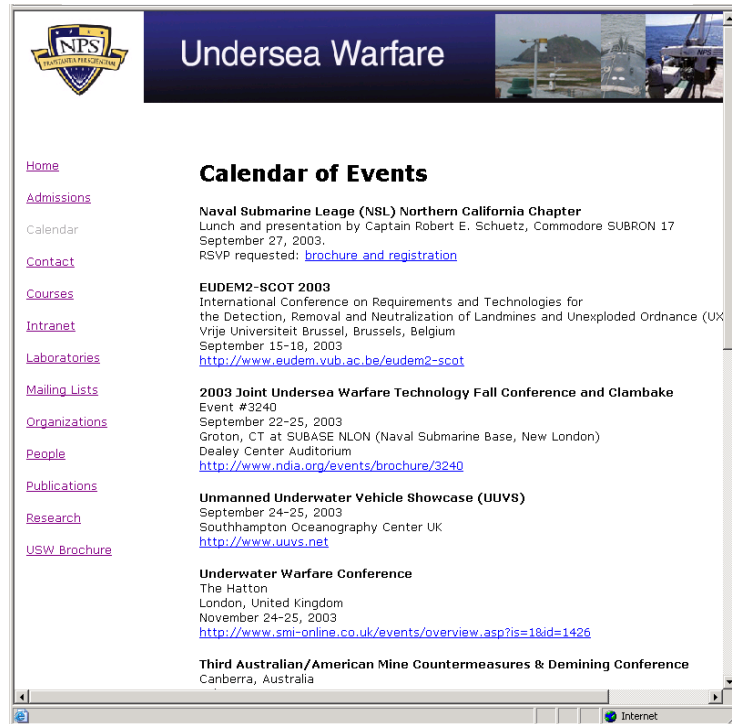 NPS
PRAESTANTIA PER SCIENTIAM
Undersea Warfare
NPS
Home
Admissions
Calendar
Contact
Courses
Intranet
Laboratories
Mailing Lists
Organizations
People
Publications
Research
USW Brochure
Calendar of Events
Naval Submarine Leage (NSL) Northern California Chapter
Lunch and presentation by Captain Robert E. Schuetz, Commodore SUBRON 17
September 27, 2003.
RSVP requested: brochure and registration
EUDEM2-SCOT 2003
International Conference on Requirements and Technologies for
the Detection, Removal and Neutralization of Landmines and Unexploded Ordnance (UX
Vrije Universiteit Brussel, Brussels, Belgium
September 15-18, 2003
http://www.eudem.vub.ac.be/eudem2-scot
2003 Joint Undersea Warfare Technology Fall Conference and Clambake
Event #3240
September 22-25, 2003
Groton, CT at SUBASE NLON (Naval Submarine Base, New London)
Dealey Center Auditorium
http://www.ndia.org/events/brochure/3240
Unmanned Underwater Vehicle Showcase (UUVS)
September 24-25, 2003
Southhampton Oceanography Center UK
http://www.uuvs.net
Underwater Warfare Conference
The Hatton
London, United Kingdom
November 24-25, 2003
http://www.smi-online.co.uk/events/overview.asp?is=1&id=1426
Third Australian/American Mine Countermeasures & Demining Conference
Canberra, Australia
Internet